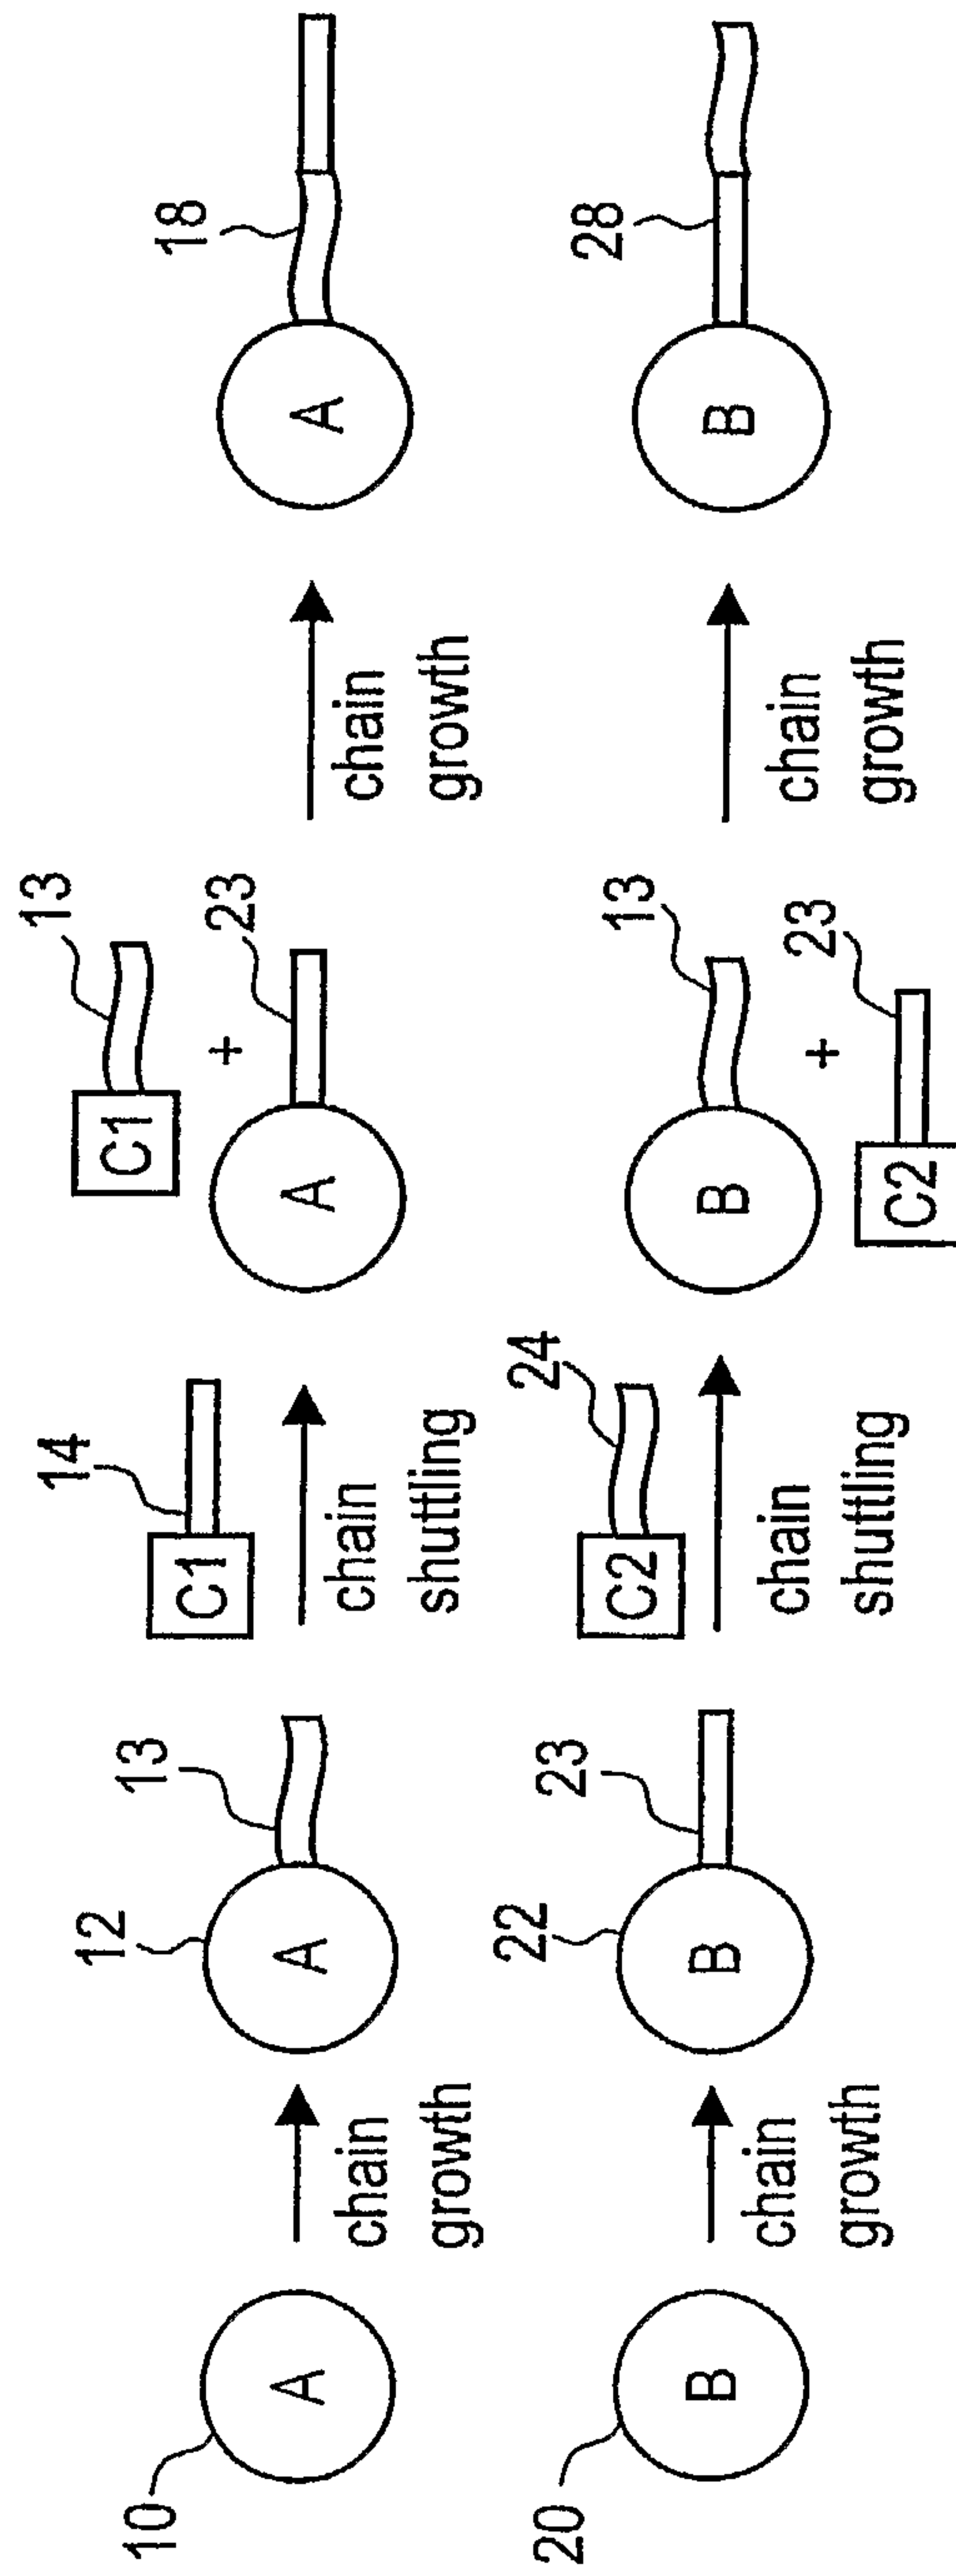 10
A
chain
growth
12
A
13
14
C1
chain
shuttling
C1
13
+
A
23
chain
growth
A
18
20
B
chain
growth
22
B
23
24
C2
chain
shuttling
B
13
+
C2
23
chain
growth
B
28